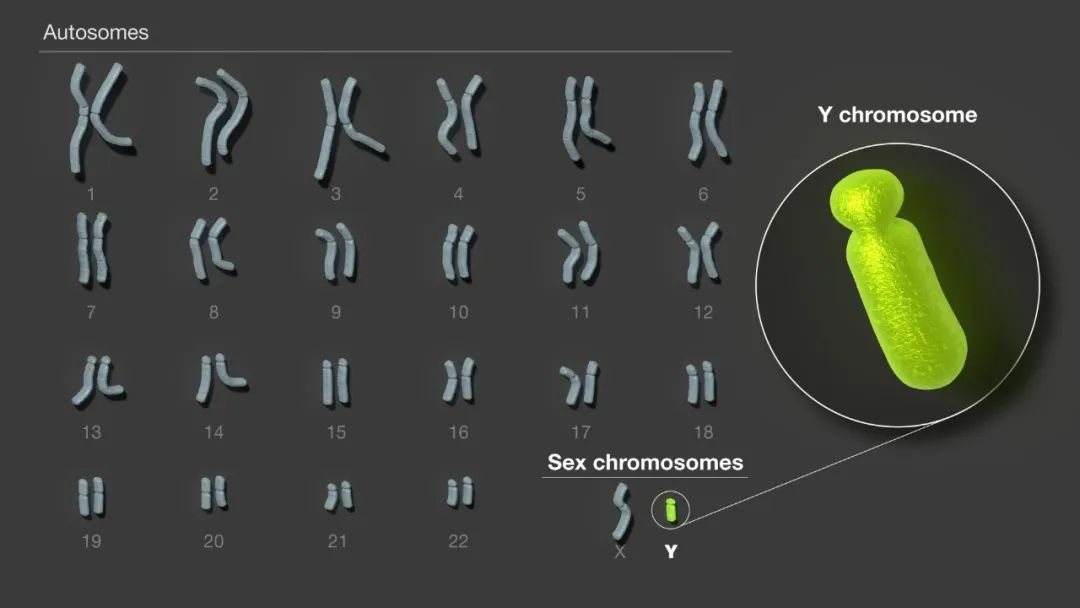 Autosomes
Y chromosome
1 2 3 4 5 6
7 8 9 10 11 12
13 14 15 16 17 18
Sex chromosomes
19 20 21 22
X Y